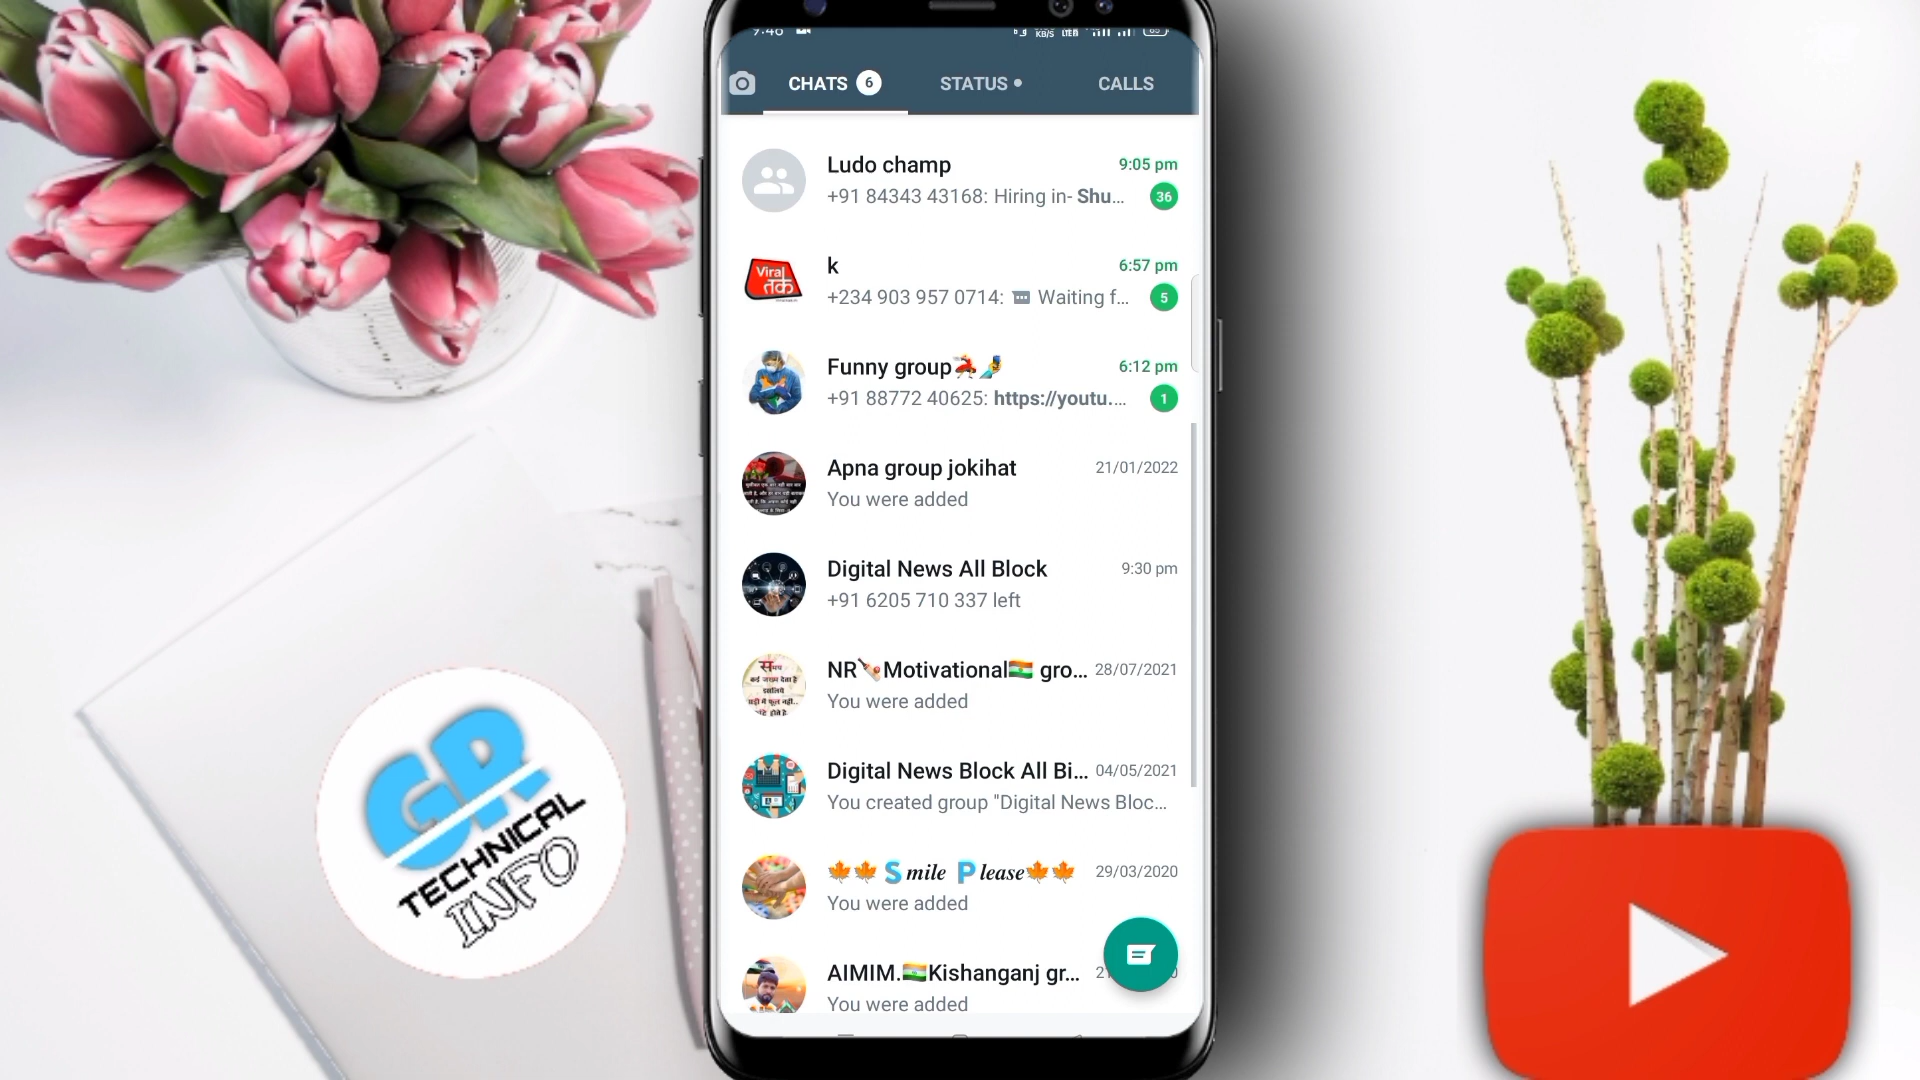 CHATS 6 STATUS CALLS
Ludo champ 9:05 pm
+91 84343 43168: Hiring in- Shu... 36
Viral
तक
k 6:57 pm
+234 903 957 0714: Waiting f... 5
Funny group 6:12 pm
+91 88772 40625: https://youtu.... 1
Apna group jokihat 21/01/2022
You were added
Digital News All Block 9:30 pm
+91 6205 710 337 left
NR🏏Motivational🇮🇳 gro... 28/07/2021
You were added
Digital News Block All Bi... 04/05/2021
You created group "Digital News Bloc...
🍁🍁 Smile Please🍁🍁 29/03/2020
You were added
AIMIM.🇮🇳Kishanganj gr...
You were added
GR
TECHNICAL
INFO